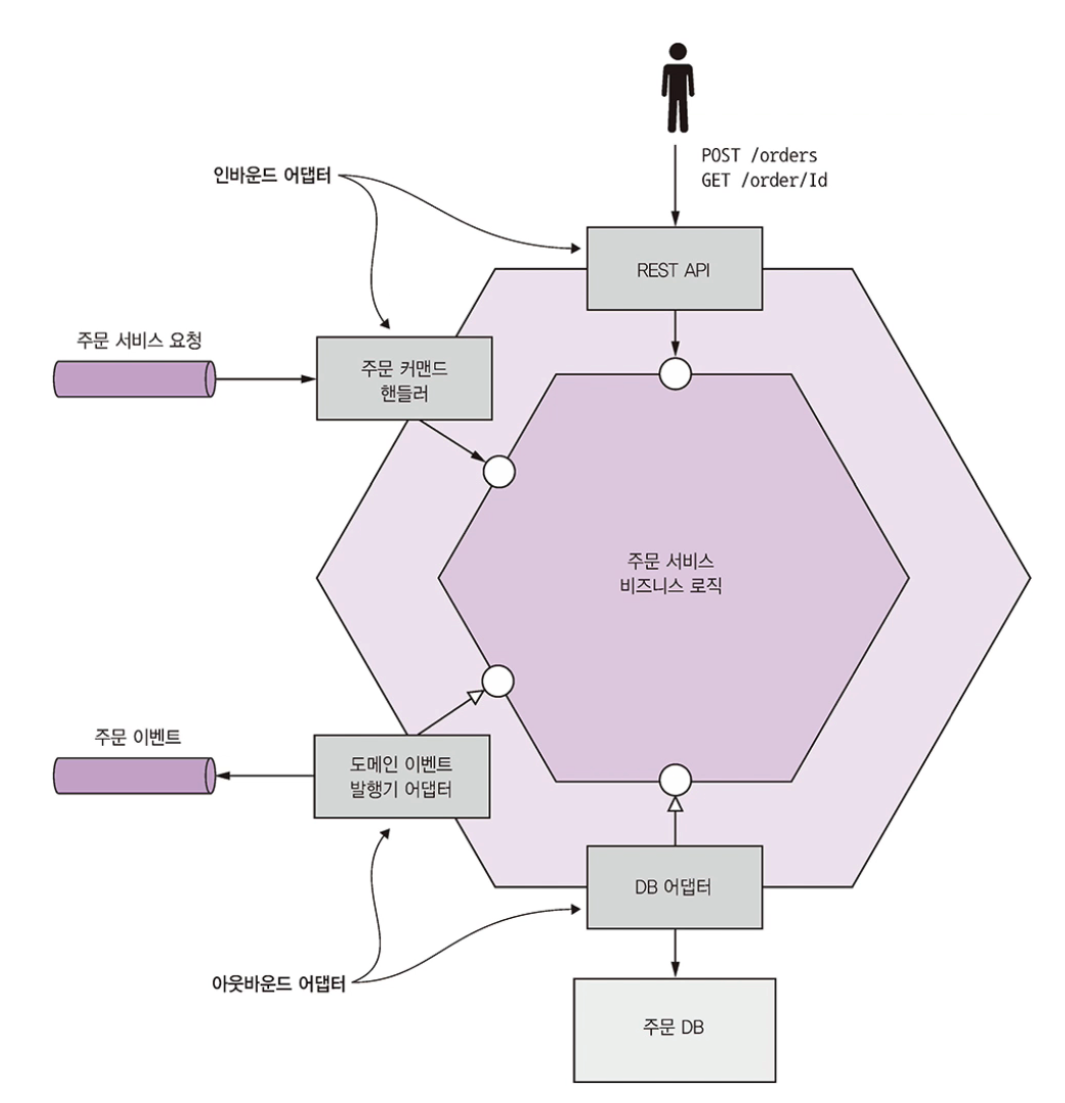 POST /orders
GET /order/Id
인바운드 어댑터
REST API
주문 서비스 요청
주문 커맨드
핸들러
주문 서비스
비즈니스 로직
주문 이벤트
도메인 이벤트
발행기 어댑터
DB 어댑터
아웃바운드 어댑터
주문 DB